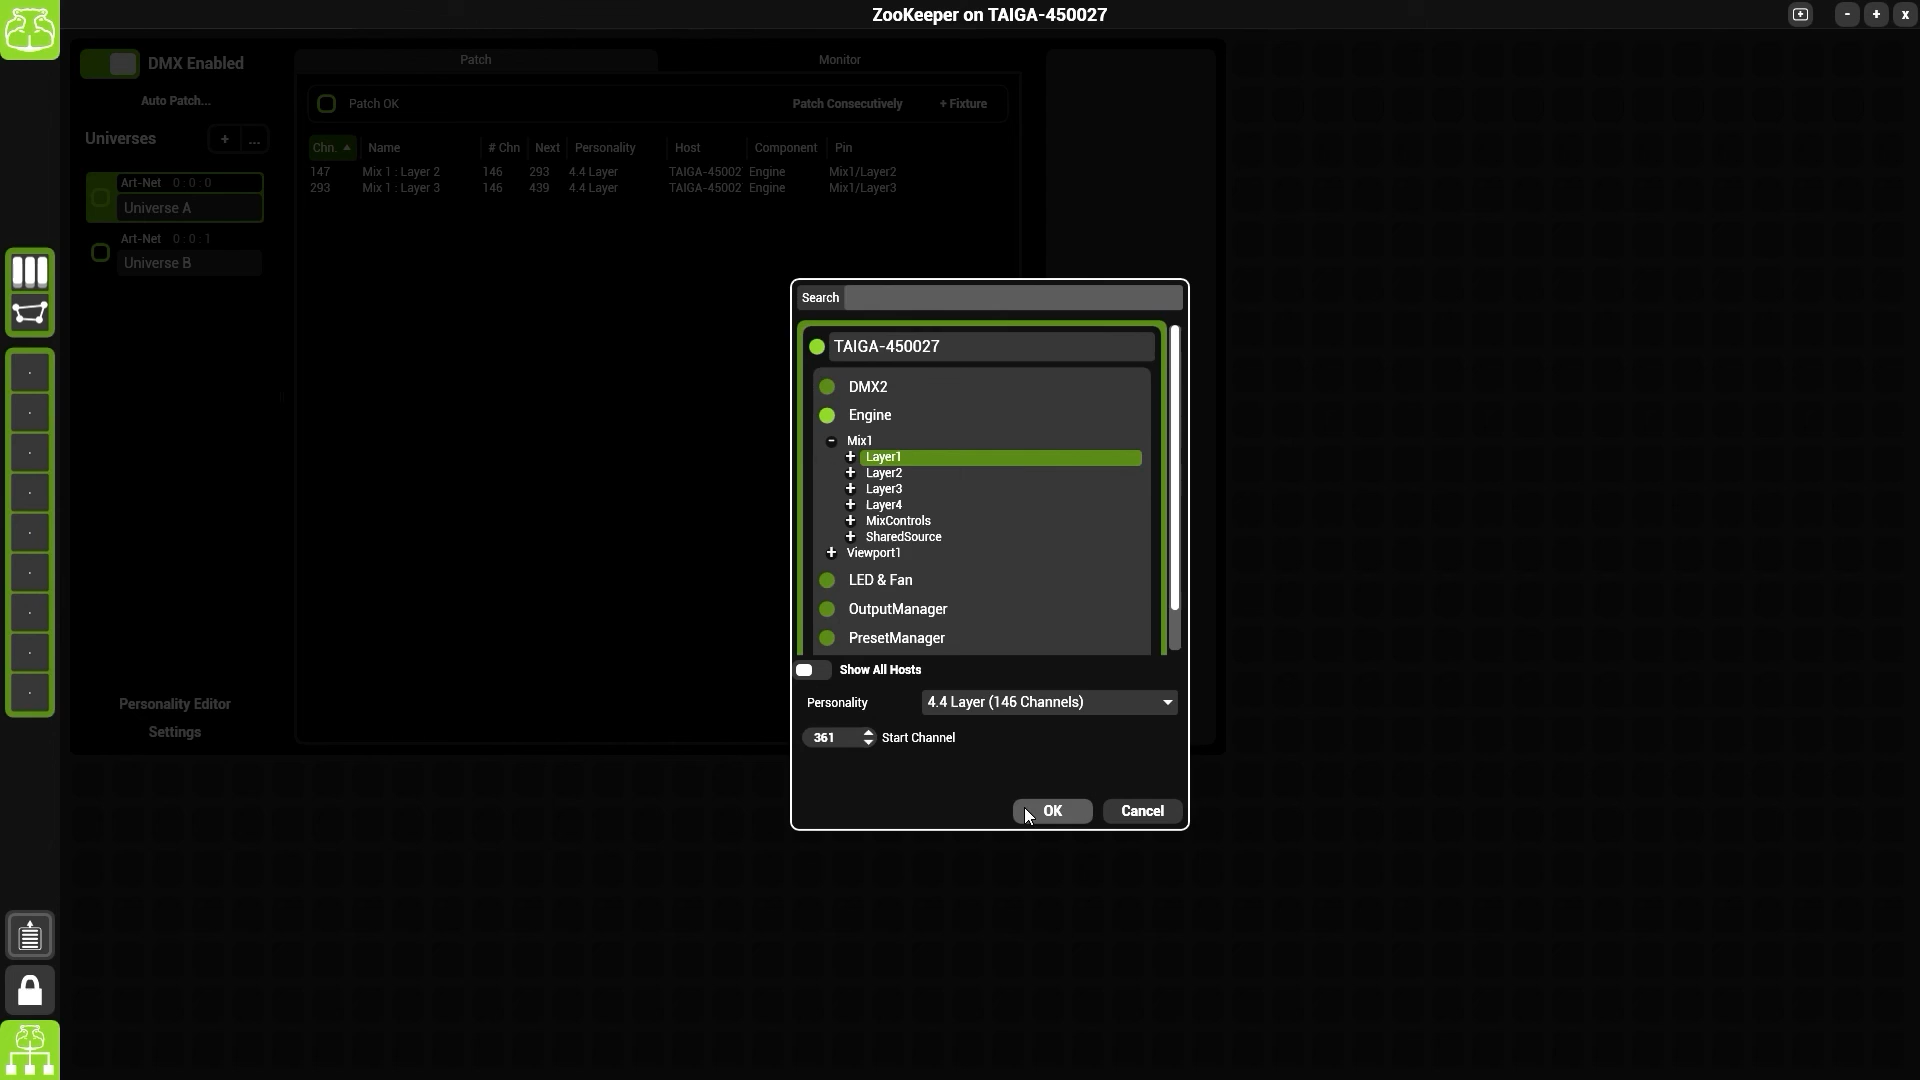 ZooKeeper on TAIGA-450027
- + x
DMX Enabled
Auto Patch...
Universes + ...
Art-Net 0 : 0 : 0
Universe A
Art-Net 0 : 0 : 1
Universe B
Personality Editor
Settings
Patch Monitor
Patch OK Patch Consecutively + Fixture
Chn. Name # Chn Next Personality Host Component Pin
147 Mix 1 : Layer 2 146 293 4.4 Layer TAIGA-45002 Engine Mix1/Layer2
293 Mix 1 : Layer 3 146 439 4.4 Layer TAIGA-45002 Engine Mix1/Layer3
Search
TAIGA-450027
DMX2
Engine
Mix1
Layer1
Layer2
Layer3
Layer4
MixControls
SharedSource
Viewport1
LED & Fan
OutputManager
PresetManager
Show All Hosts
Personality 4.4 Layer (146 Channels)
361 Start Channel
OK Cancel